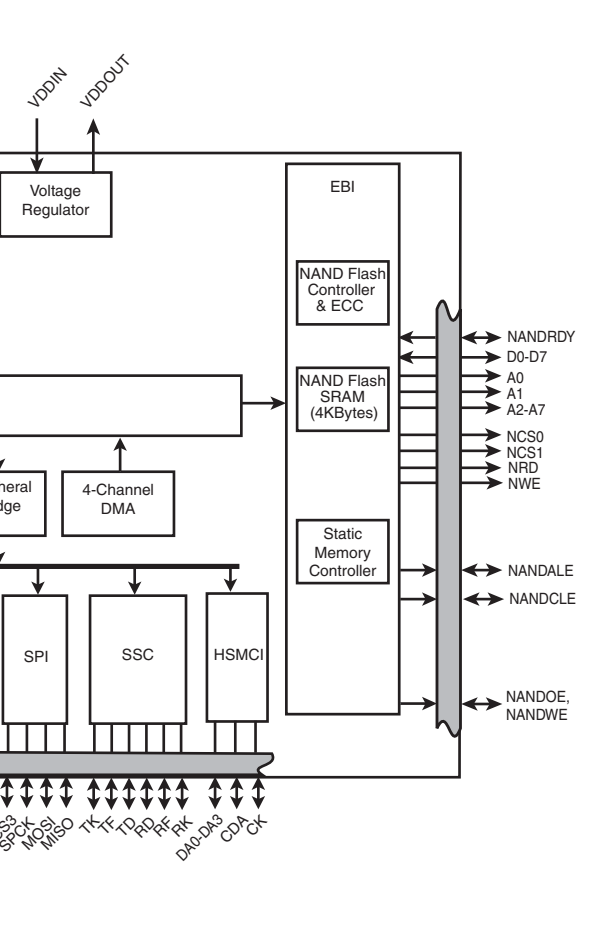 VDDIN
VDDOUT
Voltage
Regulator
EBI
NAND Flash
Controller
& ECC
NANDRDY
D0-D7
A0
A1
A2-A7
NAND Flash
SRAM
(4KBytes)
NCS0
NCS1
NRD
NWE
4-Channel
DMA
Static
Memory
Controller
NANDALE
NANDCLE
SPI
SSC
HSMCI
NANDOE,
NANDWE
SPCK
MOSI
MISO
TK
TF
TD
RD
RF
RK
DA0-DA3
CDA
CK